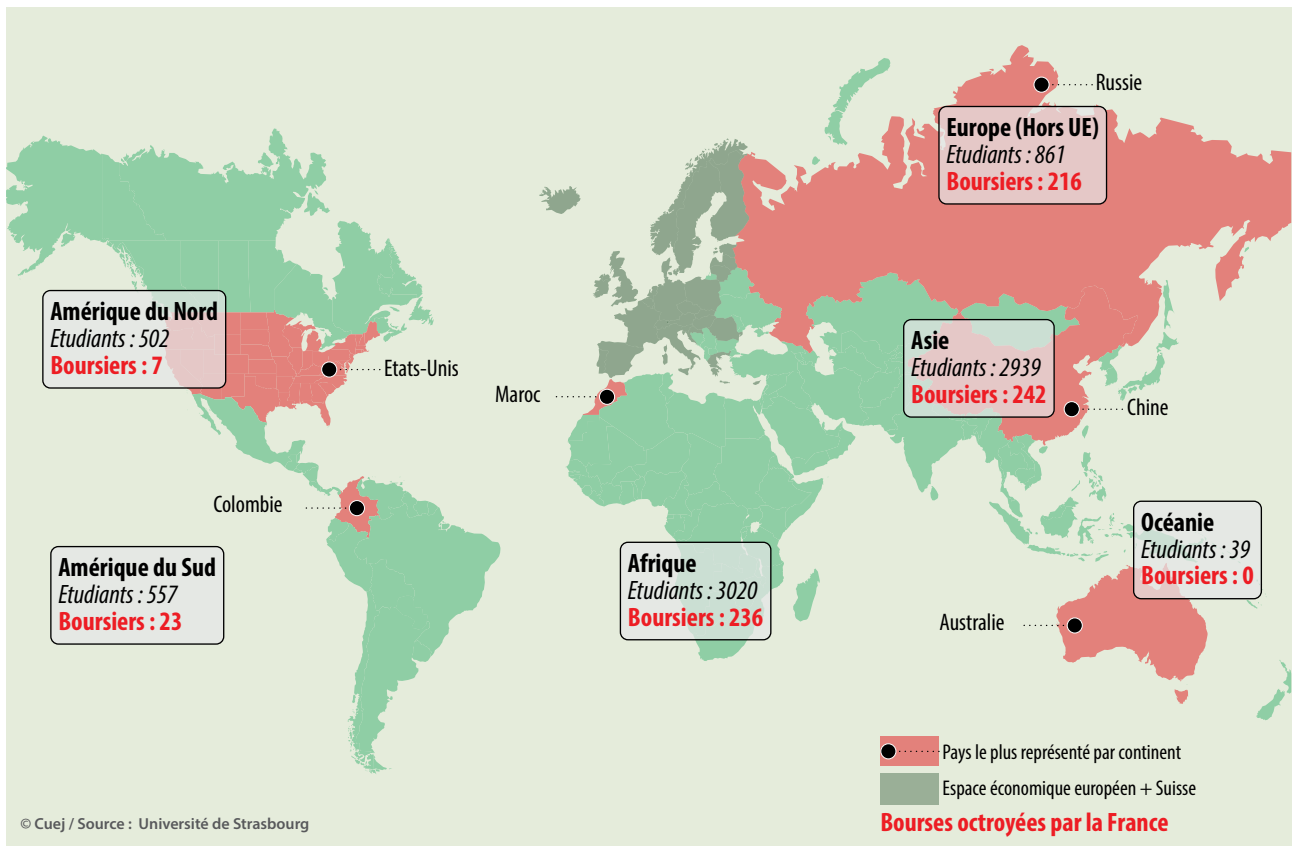 Russie
Europe (Hors UE)
Etudiants : 861
Boursiers : 216
Amérique du Nord
Etudiants : 502
Boursiers : 7
Etats-Unis
Maroc
Asie
Etudiants : 2939
Boursiers : 242
Chine
Colombie
Amérique du Sud
Etudiants : 557
Boursiers : 23
Afrique
Etudiants : 3020
Boursiers : 236
Océanie
Etudiants : 39
Boursiers : 0
Australie
Pays le plus représenté par continent
Espace économique européen + Suisse
Bourses octroyées par la France
© Cuej / Source : Université de Strasbourg